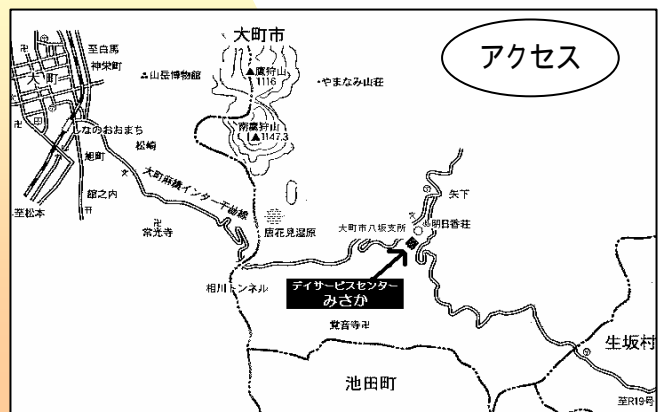 アクセス
大町市
至白馬
神栄町
大町
山岳博物館
▲鷹狩山
1116
やまなみ山荘
しなのおおまち
松崎
旭町
南鷹狩山
▲1147.3
大町麻績インター千曲線
舘之内
至松本
常光寺
唐花見湿原
大町市八坂支所
矢下
明日香荘
相川トンネル
デイサービスセンター
みさか
覚音寺
生坂村
池田町
至R19号